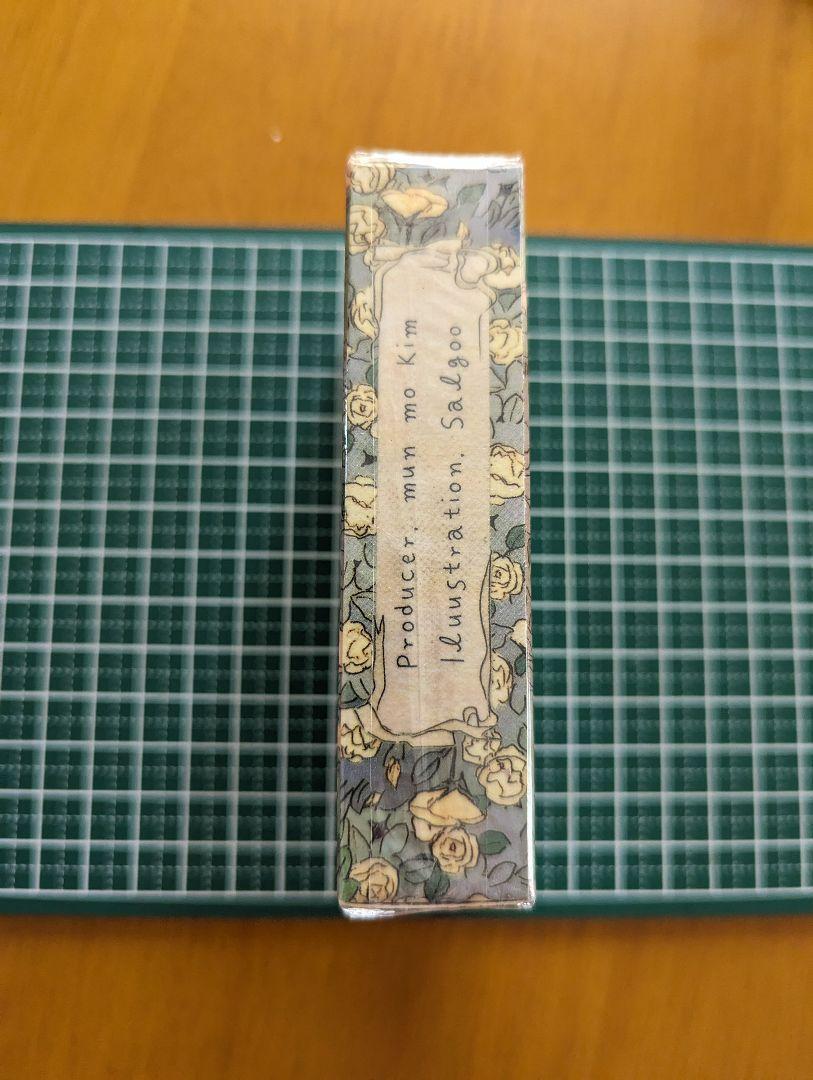 Producer. mun mo Kim
Iluustration. Salgoo